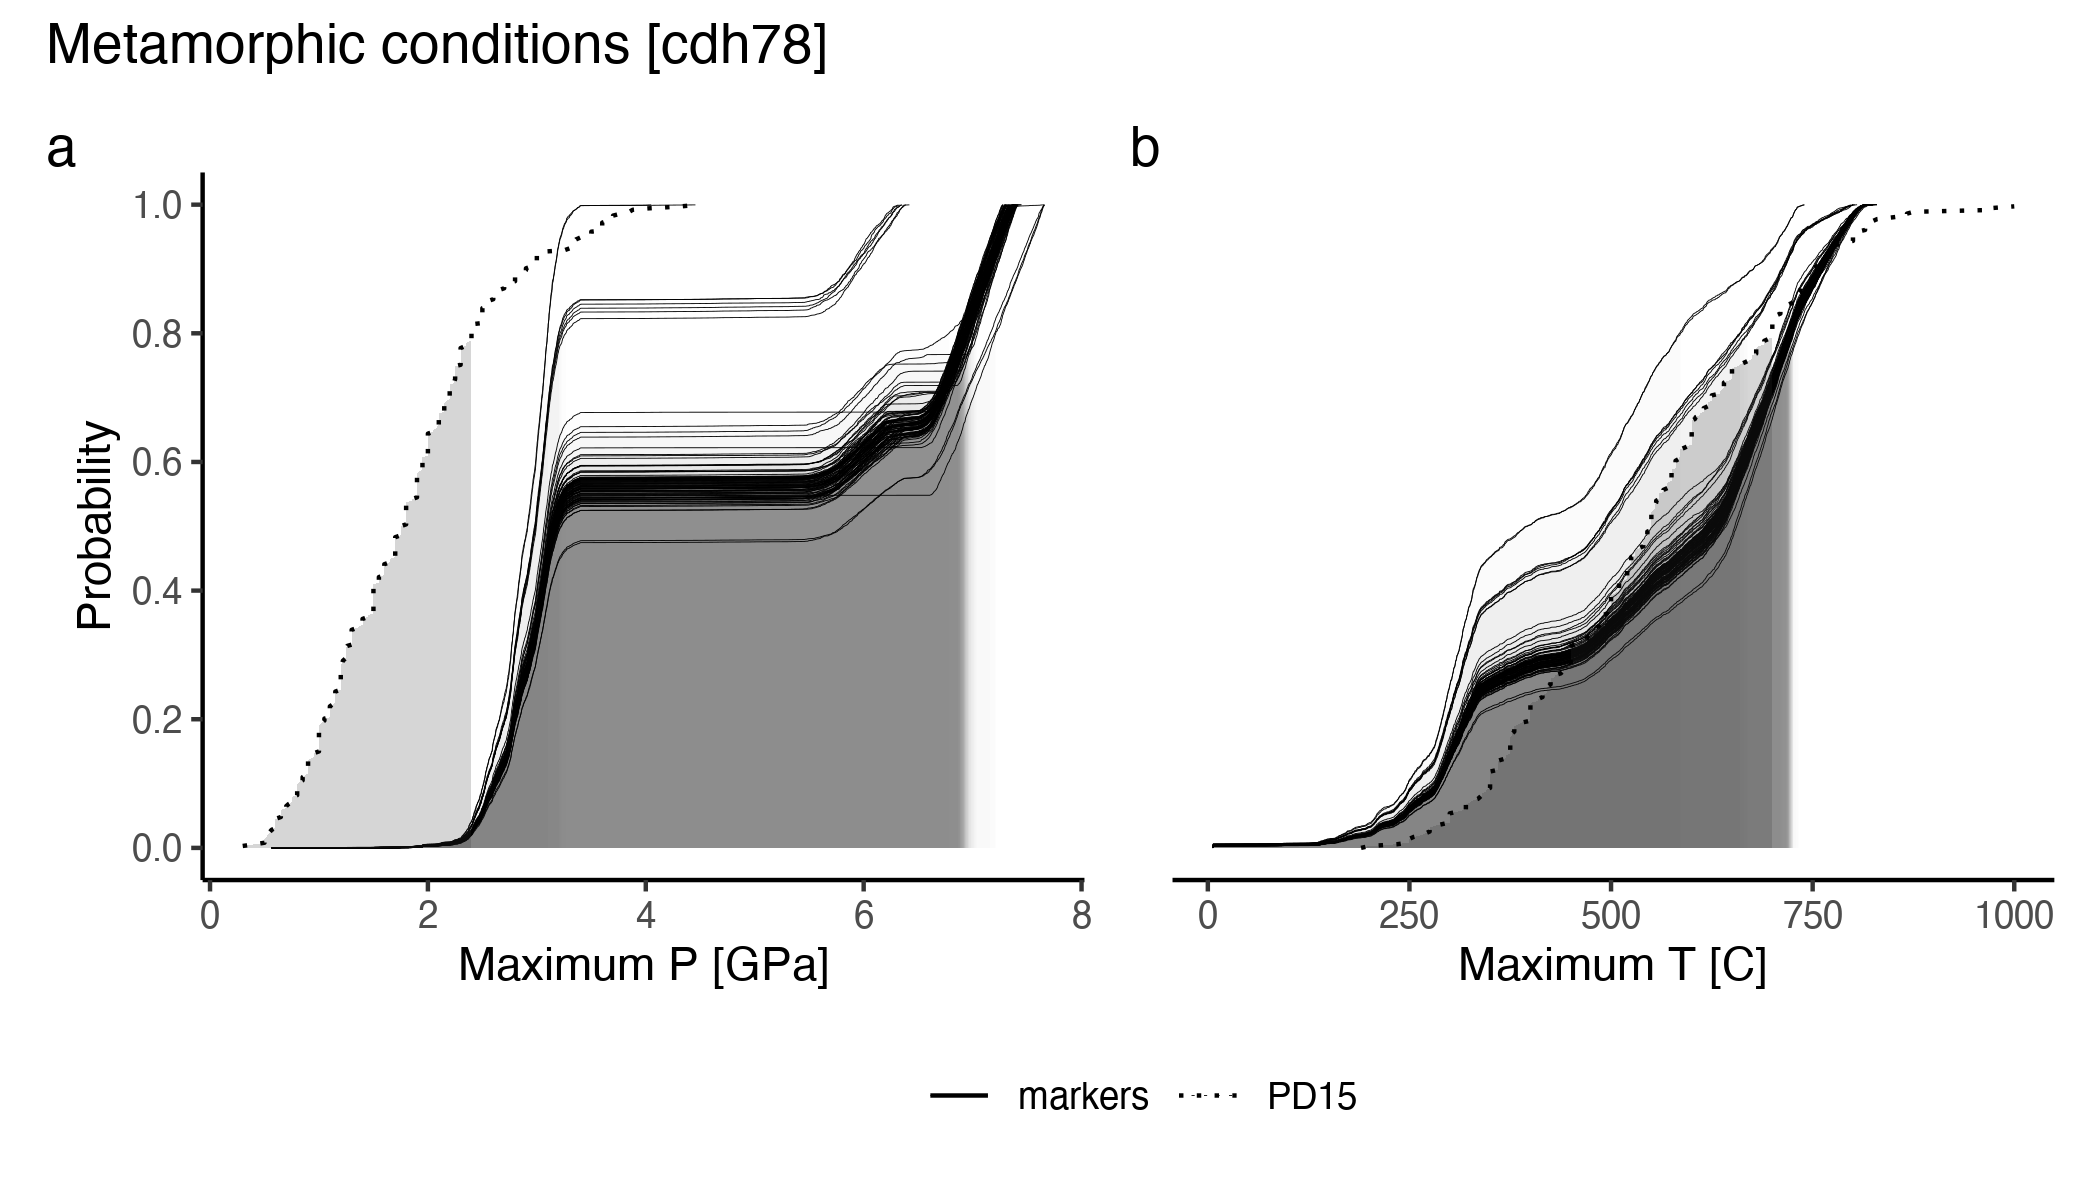 Metamorphic conditions [cdh78]
a
b
Probability
1.0
0.8
0.6
0.4
0.2
0.0
0 2 4 6 8
Maximum P [GPa]
0 250 500 750 1000
Maximum T [C]
markers PD15